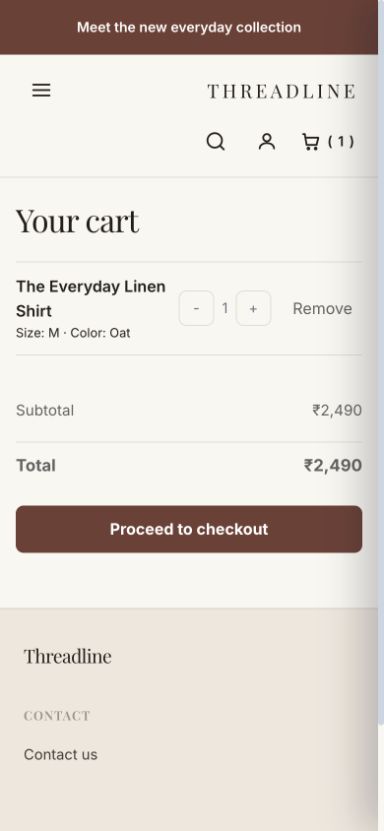 Meet the new everyday collection
THREADLINE
( 1 )
Your cart
The Everyday Linen
Shirt
Size: M · Color: Oat
- 1 +
Remove
Subtotal ₹2,490
Total ₹2,490
Proceed to checkout
Threadline
CONTACT
Contact us